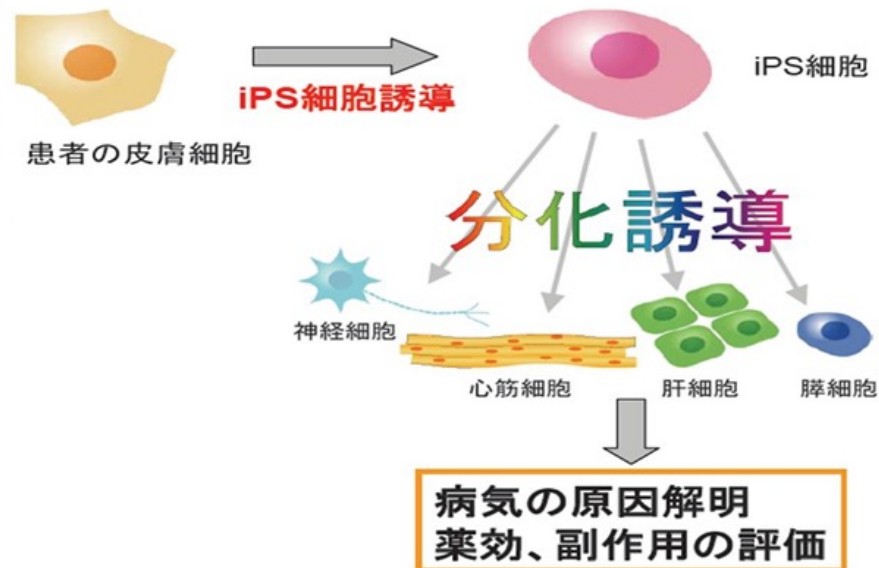 iPS細胞誘導
iPS細胞
患者の皮膚細胞
分化誘導
神経細胞
心筋細胞
肝細胞
膵細胞
病気の原因解明
薬効、副作用の評価